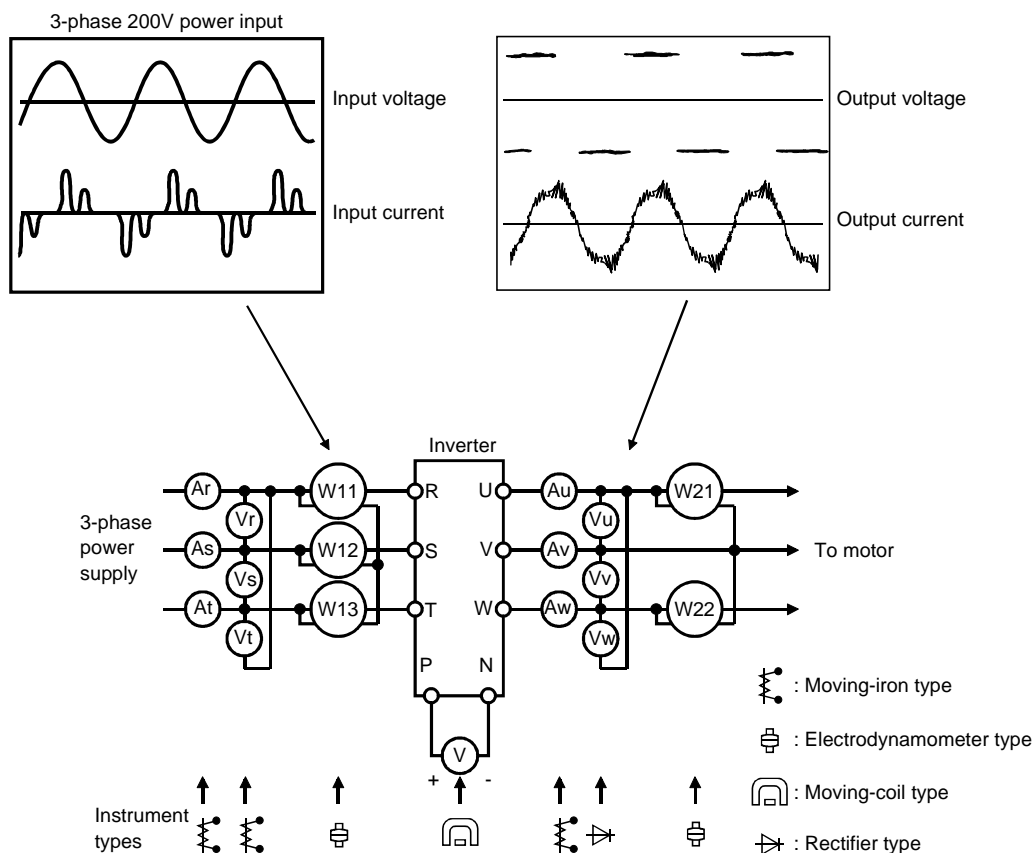 3-phase 200V power input
Input voltage
Input current
Output voltage
Output current
Inverter
Ar
W11
R
U
Au
W21
Vr
Vu
3-phase
power
supply
As
W12
S
V
Av
To motor
Vs
Vv
At
W13
T
W
Aw
W22
Vt
Vw
P
N
V
+
-
: Moving-iron type
: Electrodynamometer type
: Moving-coil type
: Rectifier type
Instrument
types